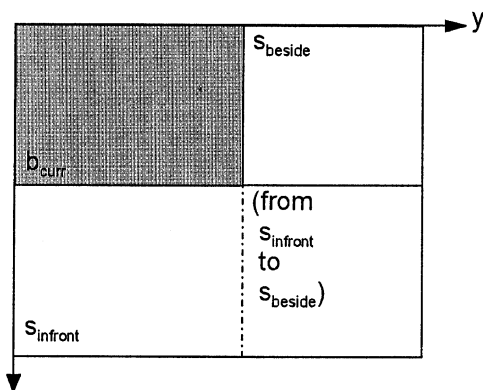 y
s_beside
b_curr
(from
s_infront
to
s_beside)
s_infront